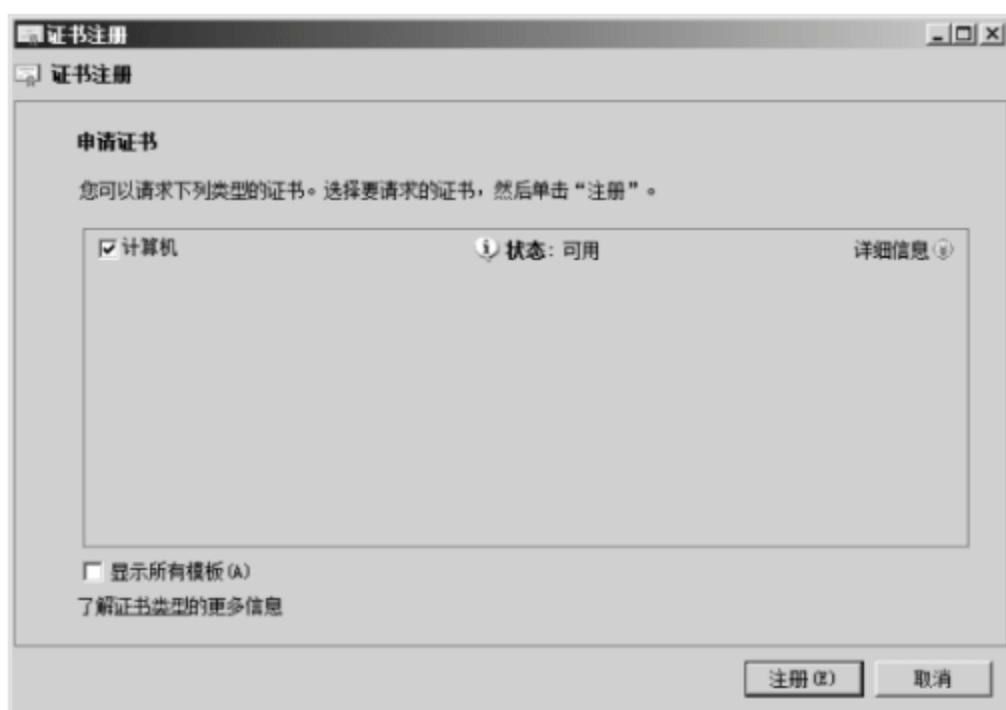 证书注册
证书注册
申请证书
您可以请求下列类型的证书。选择要请求的证书，然后单击“注册”。
计算机 状态：可用 详细信息
显示所有模板(A)
了解证书类型的更多信息
注册(E) 取消